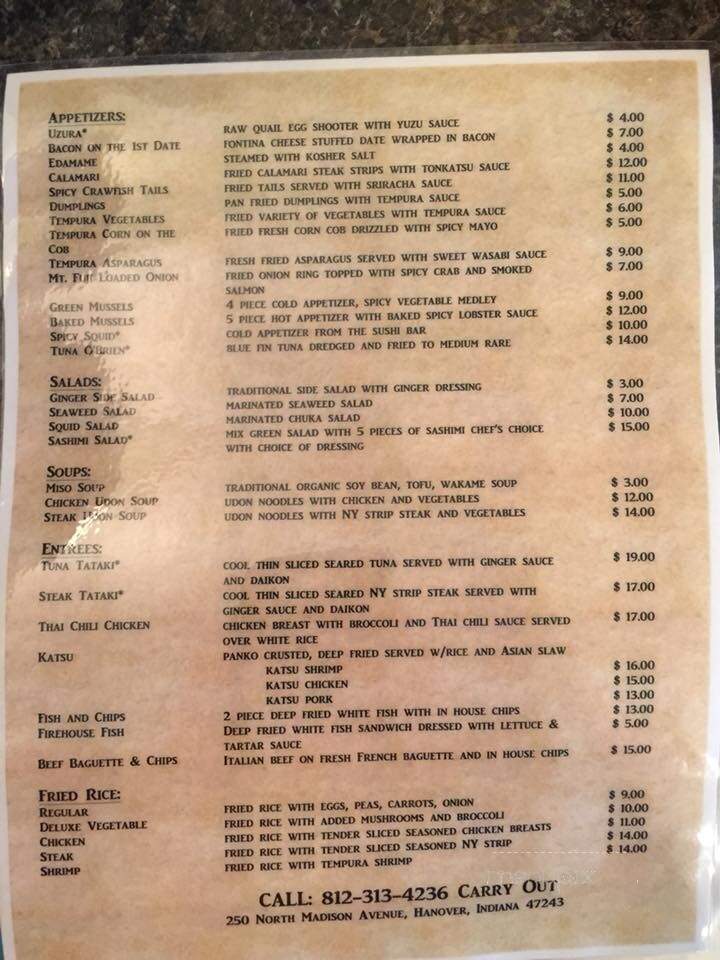 APPETIZERS:
UZURA* RAW QUAIL EGG SHOOTER WITH YUZU SAUCE $ 4.00
BACON ON THE 1ST DATE FONTINA CHEESE STUFFED DATE WRAPPED IN BACON $ 7.00
EDAMAME STEAMED WITH KOSHER SALT $ 4.00
CALAMARI FRIED CALAMARI STEAK STRIPS WITH TONKATSU SAUCE $ 12.00
SPICY CRAWFISH TAILS FRIED TAILS SERVED WITH SRIRACHA SAUCE $ 11.00
DUMPLINGS PAN FRIED DUMPLINGS WITH TEMPURA SAUCE $ 5.00
TEMPURA VEGETABLES FRIED VARIETY OF VEGETABLES WITH TEMPURA SAUCE $ 6.00
TEMPURA CORN ON THE FRIED FRESH CORN COB DRIZZLED WITH SPICY MAYO $ 5.00
COB
TEMPURA ASPARAGUS FRESH FRIED ASPARAGUS SERVED WITH SWEET WASABI SAUCE $ 9.00
MT. FUJI LOADED ONION FRIED ONION RING TOPPED WITH SPICY CRAB AND SMOKED $ 7.00
SALMON
GREEN MUSSELS 4 PIECE COLD APPETIZER, SPICY VEGETABLE MEDLEY $ 9.00
BAKED MUSSELS 5 PIECE HOT APPETIZER WITH BAKED SPICY LOBSTER SAUCE $ 12.00
SPICY SQUID* COLD APPETIZER FROM THE SUSHI BAR $ 10.00
TUNA O'BRIEN* BLUE FIN TUNA DREDGED AND FRIED TO MEDIUM RARE $ 14.00
SALADS:
GINGER SIDE SALAD TRADITIONAL SIDE SALAD WITH GINGER DRESSING $ 3.00
SEAWEED SALAD MARINATED SEAWEED SALAD $ 7.00
SQUID SALAD MARINATED CHUKA SALAD $ 10.00
SASHIMI SALAD* MIX GREEN SALAD WITH 5 PIECES OF SASHIMI CHEF'S CHOICE $ 15.00
WITH CHOICE OF DRESSING
SOUPS:
MISO SOUP TRADITIONAL ORGANIC SOY BEAN, TOFU, WAKAME SOUP $ 3.00
CHICKEN UDON SOUP UDON NOODLES WITH CHICKEN AND VEGETABLES $ 12.00
STEAK UDON SOUP UDON NOODLES WITH NY STRIP STEAK AND VEGETABLES $ 14.00
ENTREES:
TUNA TATAKI* COOL THIN SLICED SEARED TUNA SERVED WITH GINGER SAUCE $ 19.00
AND DAIKON
STEAK TATAKI* COOL THIN SLICED SEARED NY STRIP STEAK SERVED WITH $ 17.00
GINGER SAUCE AND DAIKON
THAI CHILI CHICKEN CHICKEN BREAST WITH BROCCOLI AND THAI CHILI SAUCE SERVED $ 17.00
OVER WHITE RICE
KATSU PANKO CRUSTED, DEEP FRIED SERVED W/RICE AND ASIAN SLAW
KATSU SHRIMP $ 16.00
KATSU CHICKEN $ 15.00
KATSU PORK $ 13.00
FISH AND CHIPS 2 PIECE DEEP FRIED WHITE FISH WITH IN HOUSE CHIPS $ 13.00
FIREHOUSE FISH DEEP FRIED WHITE FISH SANDWICH DRESSED WITH LETTUCE & $ 5.00
TARTAR SAUCE
BEEF BAGUETTE & CHIPS ITALIAN BEEF ON FRESH FRENCH BAGUETTE AND IN HOUSE CHIPS $ 15.00
FRIED RICE:
REGULAR FRIED RICE WITH EGGS, PEAS, CARROTS, ONION $ 9.00
DELUXE VEGETABLE FRIED RICE WITH ADDED MUSHROOMS AND BROCCOLI $ 10.00
CHICKEN FRIED RICE WITH TENDER SLICED SEASONED CHICKEN BREASTS $ 11.00
STEAK FRIED RICE WITH TENDER SLICED SEASONED NY STRIP $ 14.00
SHRIMP FRIED RICE WITH TEMPURA SHRIMP $ 14.00
CALL: 812-313-4236 CARRY OUT
250 NORTH MADISON AVENUE, HANOVER, INDIANA 47243